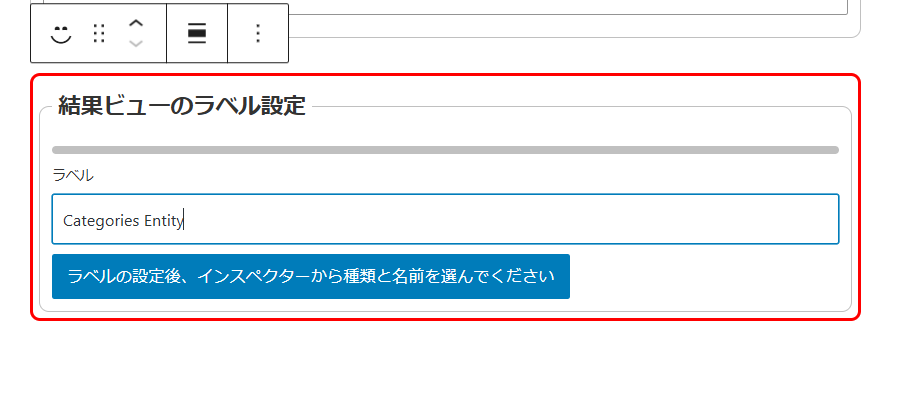 結果ビューのラベル設定
ラベル
Categories Entity
ラベルの設定後、インスペクターから種類と名前を選んでください